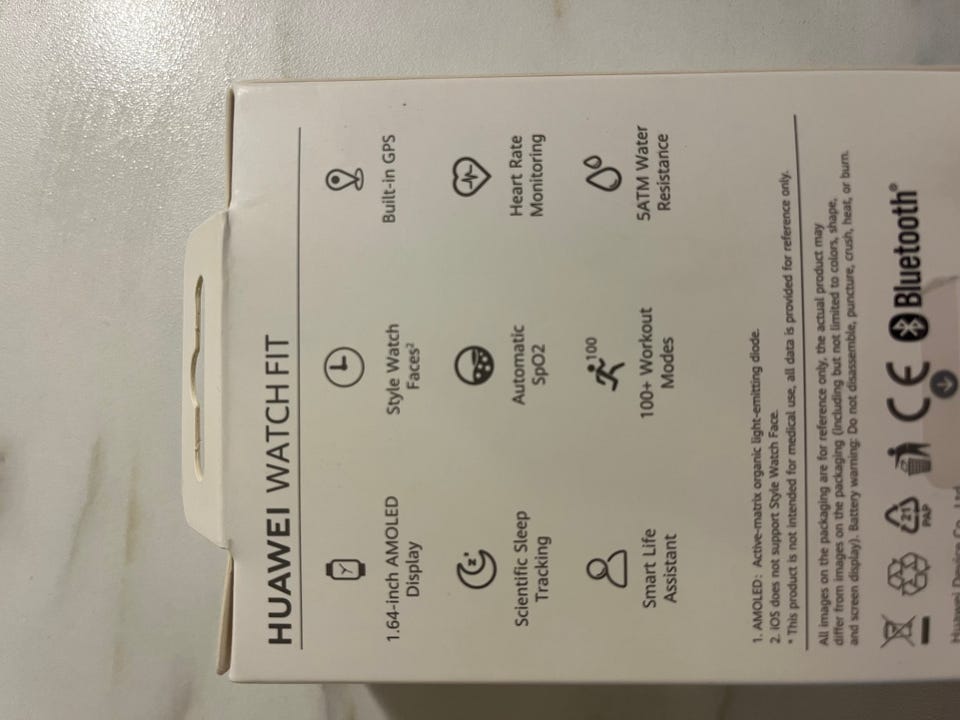 HUAWEI WATCH FIT
1.64-inch AMOLED
Display
Style Watch
Faces²
Built-in GPS
Scientific Sleep
Tracking
Automatic
SpO2
Heart Rate
Monitoring
100
Smart Life
Assistant
100+ Workout
Modes
5ATM Water
Resistance
1. AMOLED: Active-matrix organic light-emitting diode.
2. iOS does not support Style Watch Face.
* This product is not intended for medical use, all data is provided for reference only.
All images on the packaging are for reference only, the actual product may
differ from images on the packaging (including but not limited to colors, shape,
and screen display). Battery warning: Do not disassemble, puncture, crush, heat, or burn.
21
PAP
CE
Bluetooth®
Huawei Device Co., Ltd.